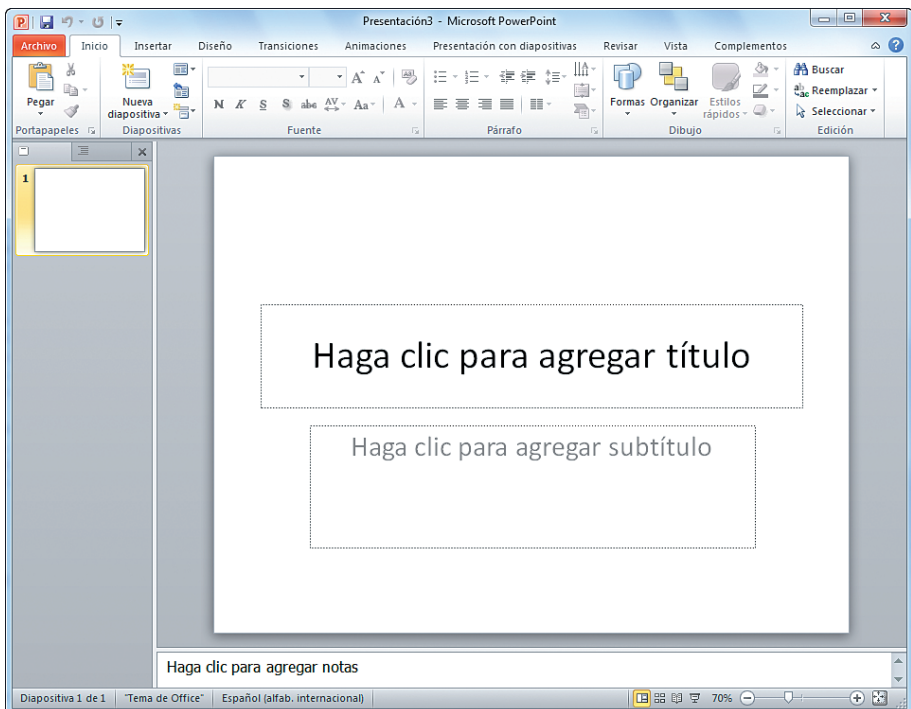 Presentación3 - Microsoft PowerPoint
Archivo Inicio Insertar Diseño Transiciones Animaciones Presentación con diapositivas Revisar Vista Complementos
Pegar
Nueva
diapositiva
N K S S abc AV Aa A
Formas Organizar Estilos
rápidos
Buscar
Reemplazar
Seleccionar
Portapapeles Diapositivas Fuente Párrafo Dibujo Edición
1
Haga clic para agregar título
Haga clic para agregar subtítulo
Haga clic para agregar notas
Diapositiva 1 de 1 "Tema de Office" Español (alfab. internacional) 70%